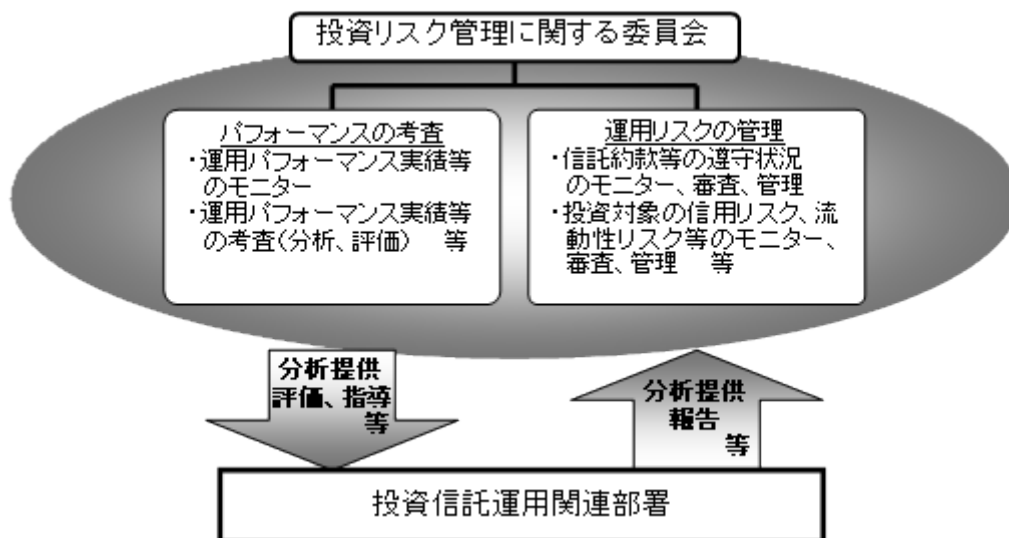 投資リスク管理に関する委員会
パフォーマンスの考査
・運用パフォーマンス実績等
のモニター
・運用パフォーマンス実績等
の考査(分析、評価)　等
運用リスクの管理
・信託約款等の遵守状況
のモニター、審査、管理
・投資対象の信用リスク、流
動性リスク等のモニター、
審査、管理　等
分析提供
評価、指導
等
分析提供
報告
等
投資信託運用関連部署